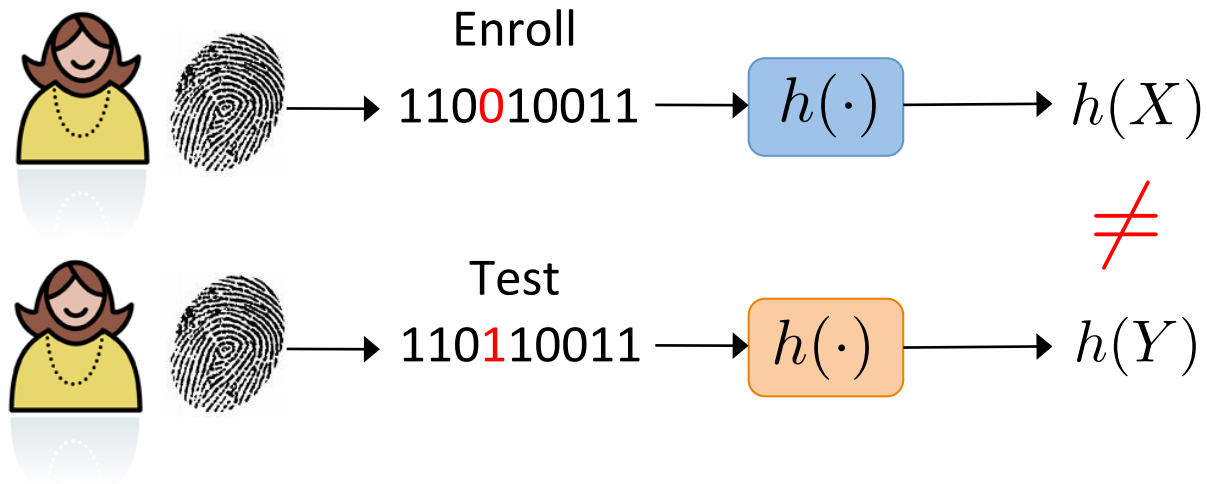 Enroll
110010011
h(·)
h(X)
≠
Test
110110011
h(·)
h(Y)